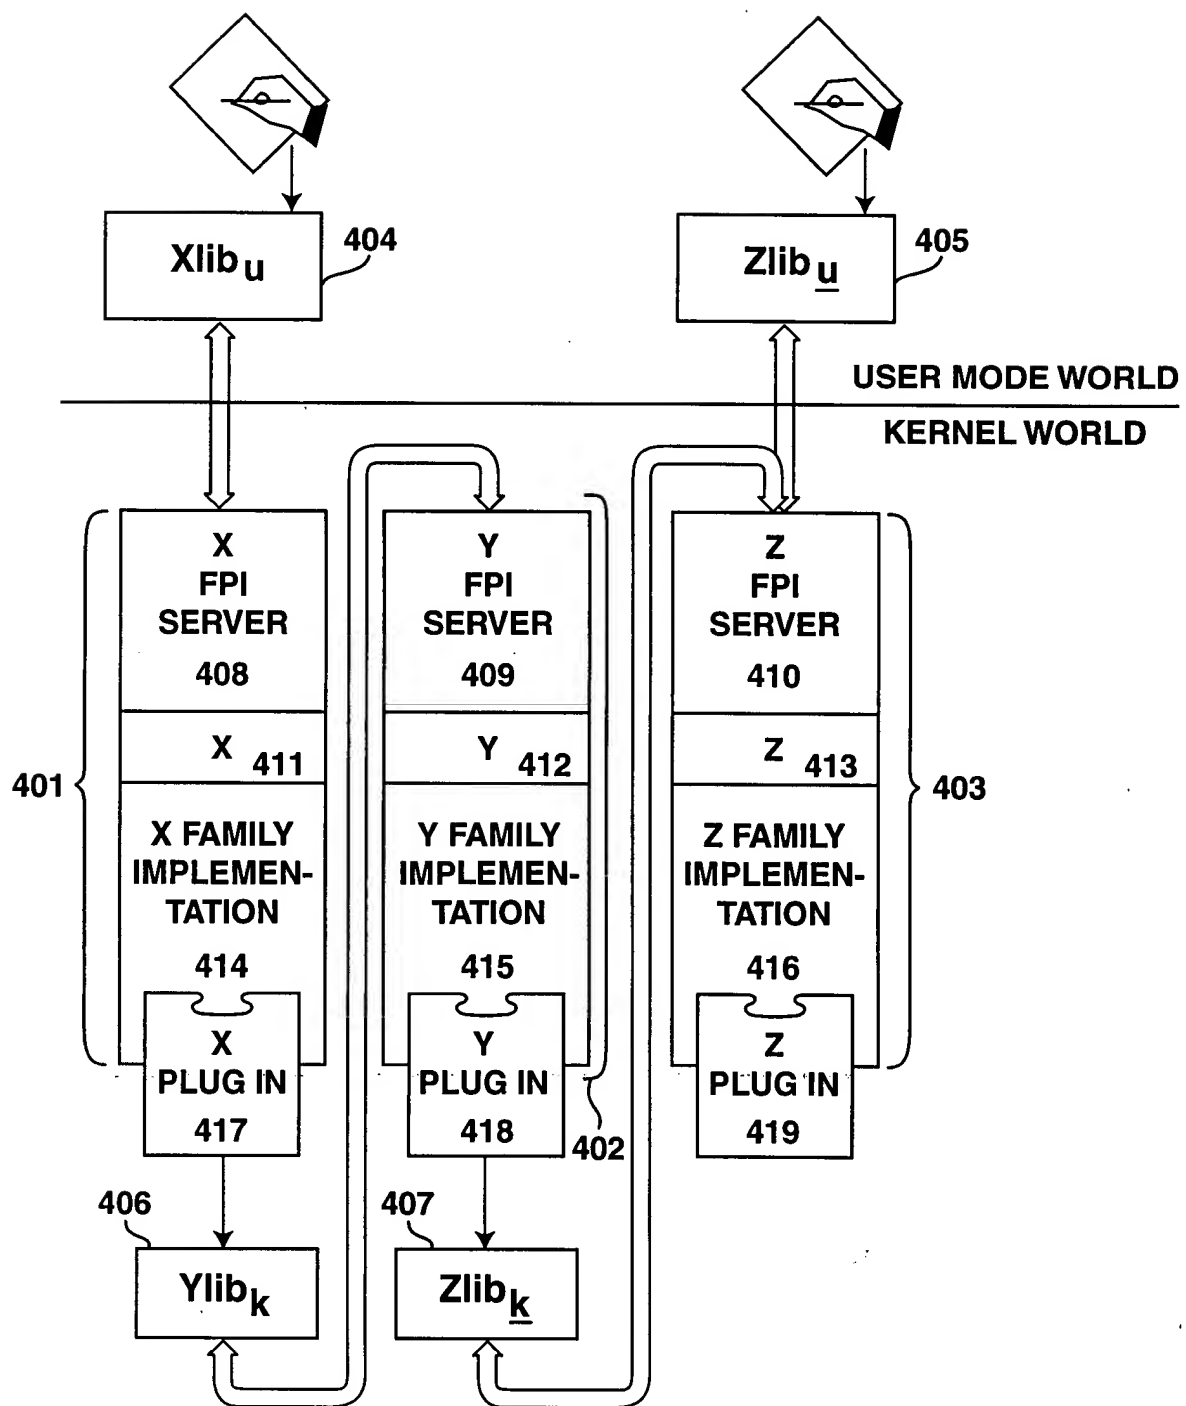 Xlib u
404
Zlib u
405
USER MODE WORLD
KERNEL WORLD
X
FPI
SERVER
408
Y
FPI
SERVER
409
Z
FPI
SERVER
410
X 411
Y 412
Z 413
401
403
X FAMILY
IMPLEMEN-
TATION
414
Y FAMILY
IMPLEMEN-
TATION
415
Z FAMILY
IMPLEMEN-
TATION
416
X
PLUG IN
417
Y
PLUG IN
418
Z
PLUG IN
419
402
406
407
Ylib k
Zlib k